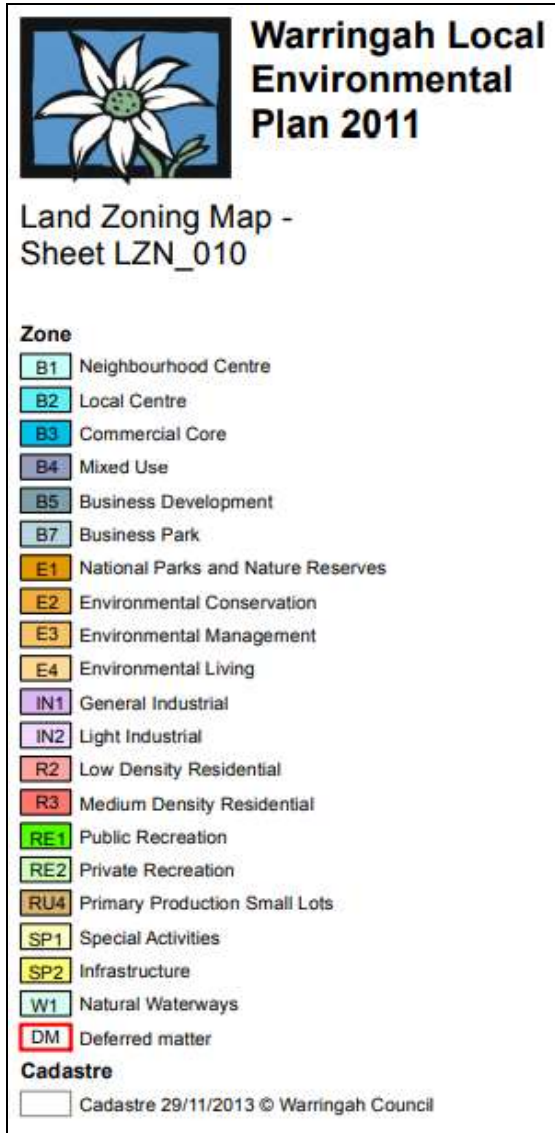 Warringah Local
Environmental
Plan 2011
Land Zoning Map -
Sheet LZN_010
Zone
B1 Neighbourhood Centre
B2 Local Centre
B3 Commercial Core
B4 Mixed Use
B5 Business Development
B7 Business Park
E1 National Parks and Nature Reserves
E2 Environmental Conservation
E3 Environmental Management
E4 Environmental Living
IN1 General Industrial
IN2 Light Industrial
R2 Low Density Residential
R3 Medium Density Residential
RE1 Public Recreation
RE2 Private Recreation
RU4 Primary Production Small Lots
SP1 Special Activities
SP2 Infrastructure
W1 Natural Waterways
DM Deferred matter
Cadastre
Cadastre 29/11/2013 © Warringah Council